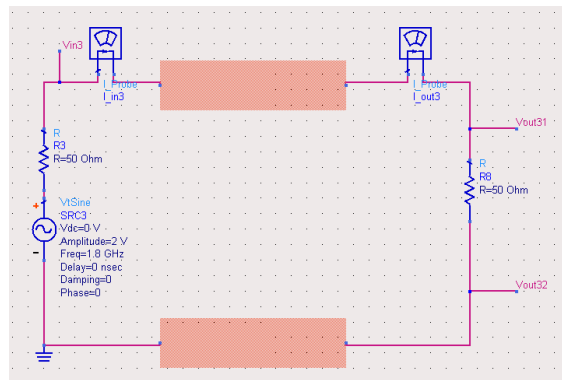 Vin3
I_Probe
I_in3
I_Probe
I_out3
Vout31
R
R3
R=50 Ohm
R
R8
R=50 Ohm
+
VtSine
SRC3
Vdc=0 V
Amplitude=2 V
Freq=1.8 GHz
Delay=0 nsec
Damping=0
Phase=0
-
Vout32